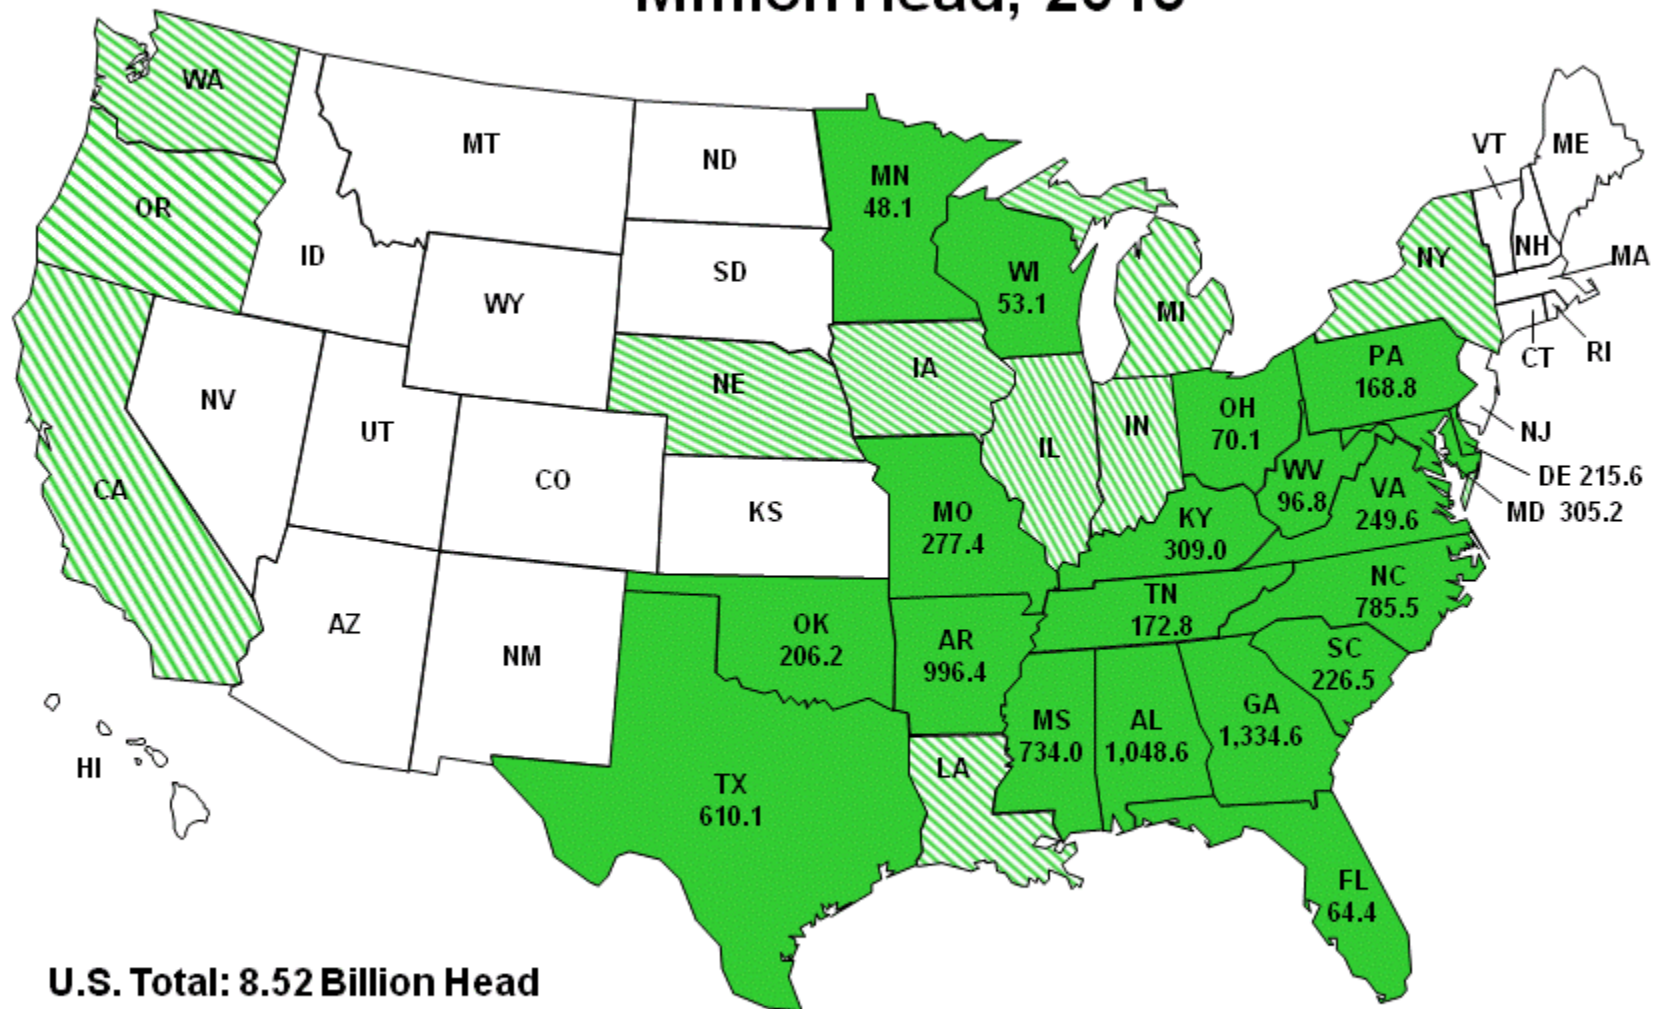 WA
MT
ND
MN
48.1
VT
ME
OR
ID
SD
WI
53.1
NH
MA
NY
WY
MI
RI
CT
PA
168.8
IA
NE
NV
OH
70.1
IN
NJ
UT
IL
DE 215.6
CO
WV
96.8
VA
249.6
MD 305.2
CA
KS
MO
277.4
KY
309.0
NC
785.5
TN
172.8
AZ
OK
206.2
AR
996.4
SC
226.5
NM
MS
734.0
AL
1,048.6
GA
1,334.6
HI
LA
TX
610.1
FL
64.4
U.S. Total: 8.52 Billion Head